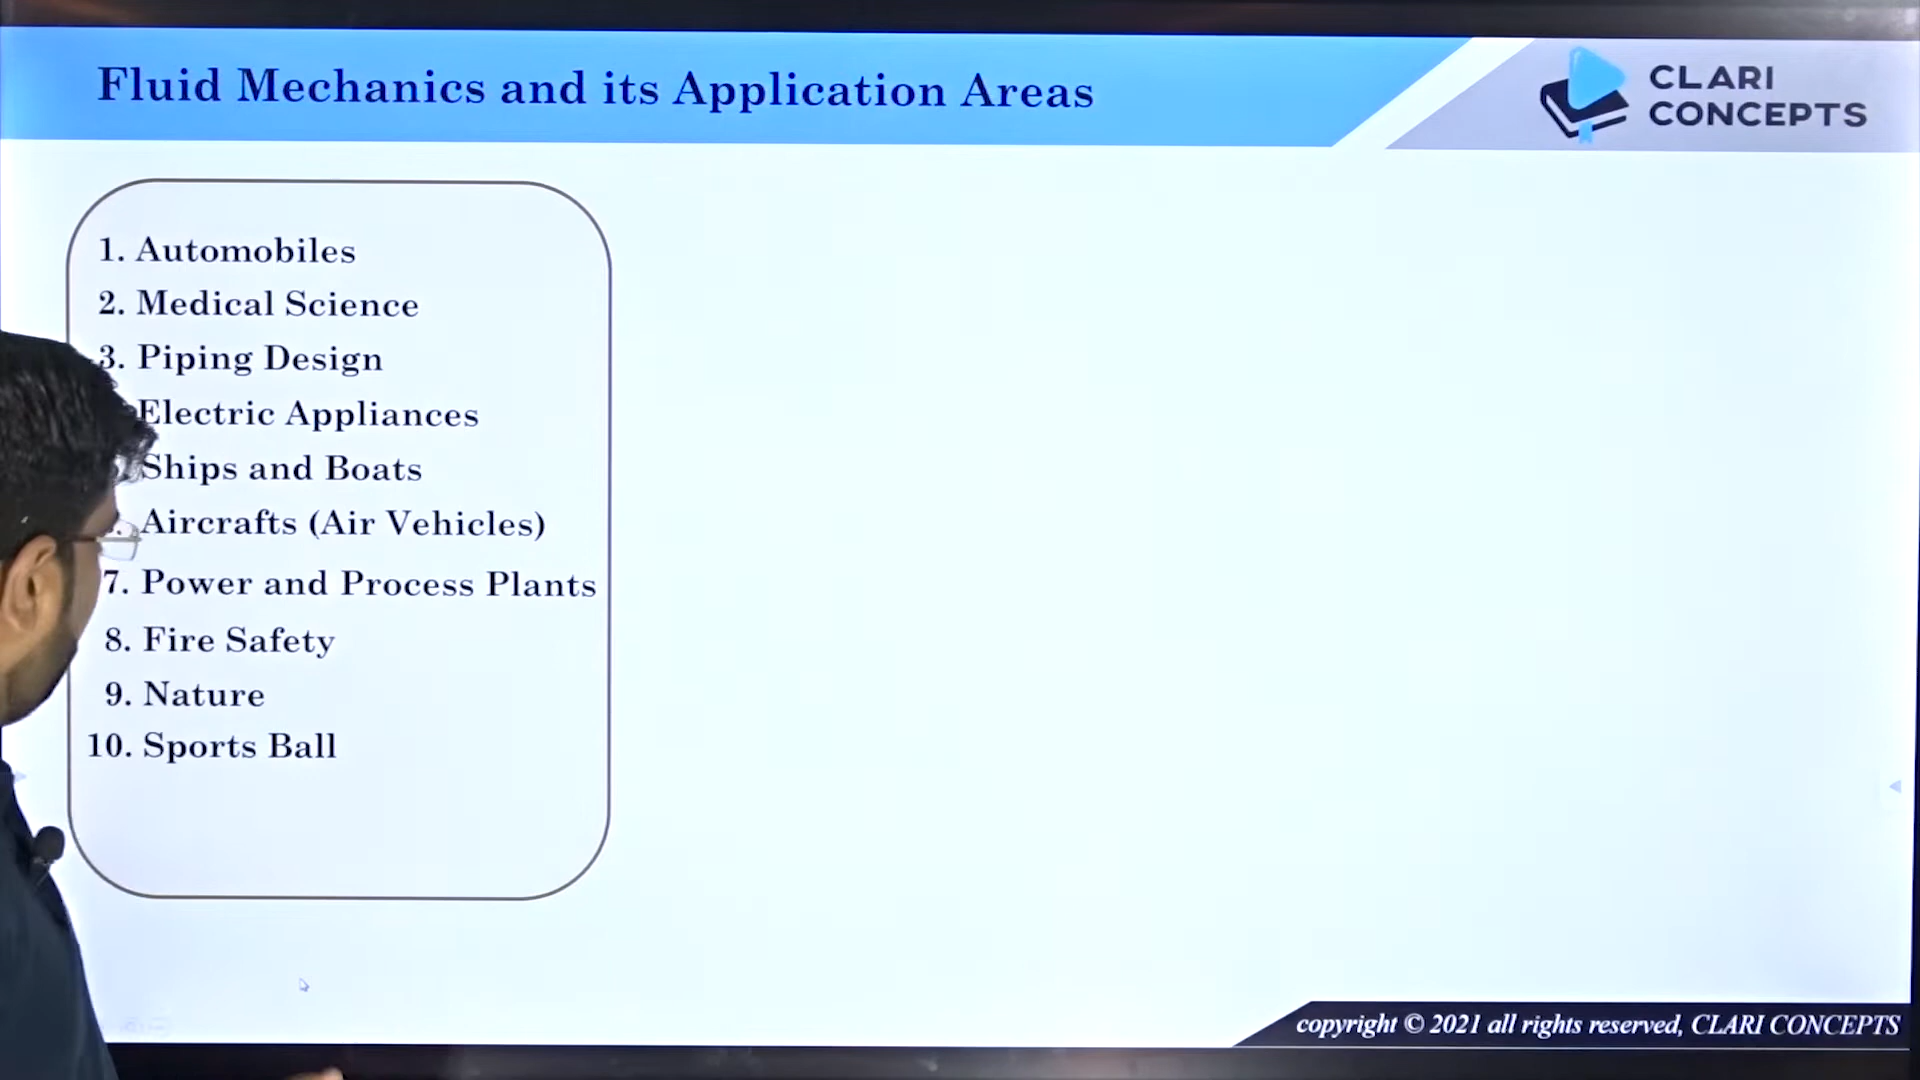 Fluid Mechanics and its Application Areas
CLARI
CONCEPTS
1. Automobiles
2. Medical Science
3. Piping Design
Electric Appliances
Ships and Boats
Aircrafts (Air Vehicles)
7. Power and Process Plants
8. Fire Safety
9. Nature
10. Sports Ball
copyright © 2021 all rights reserved, CLARI CONCEPTS